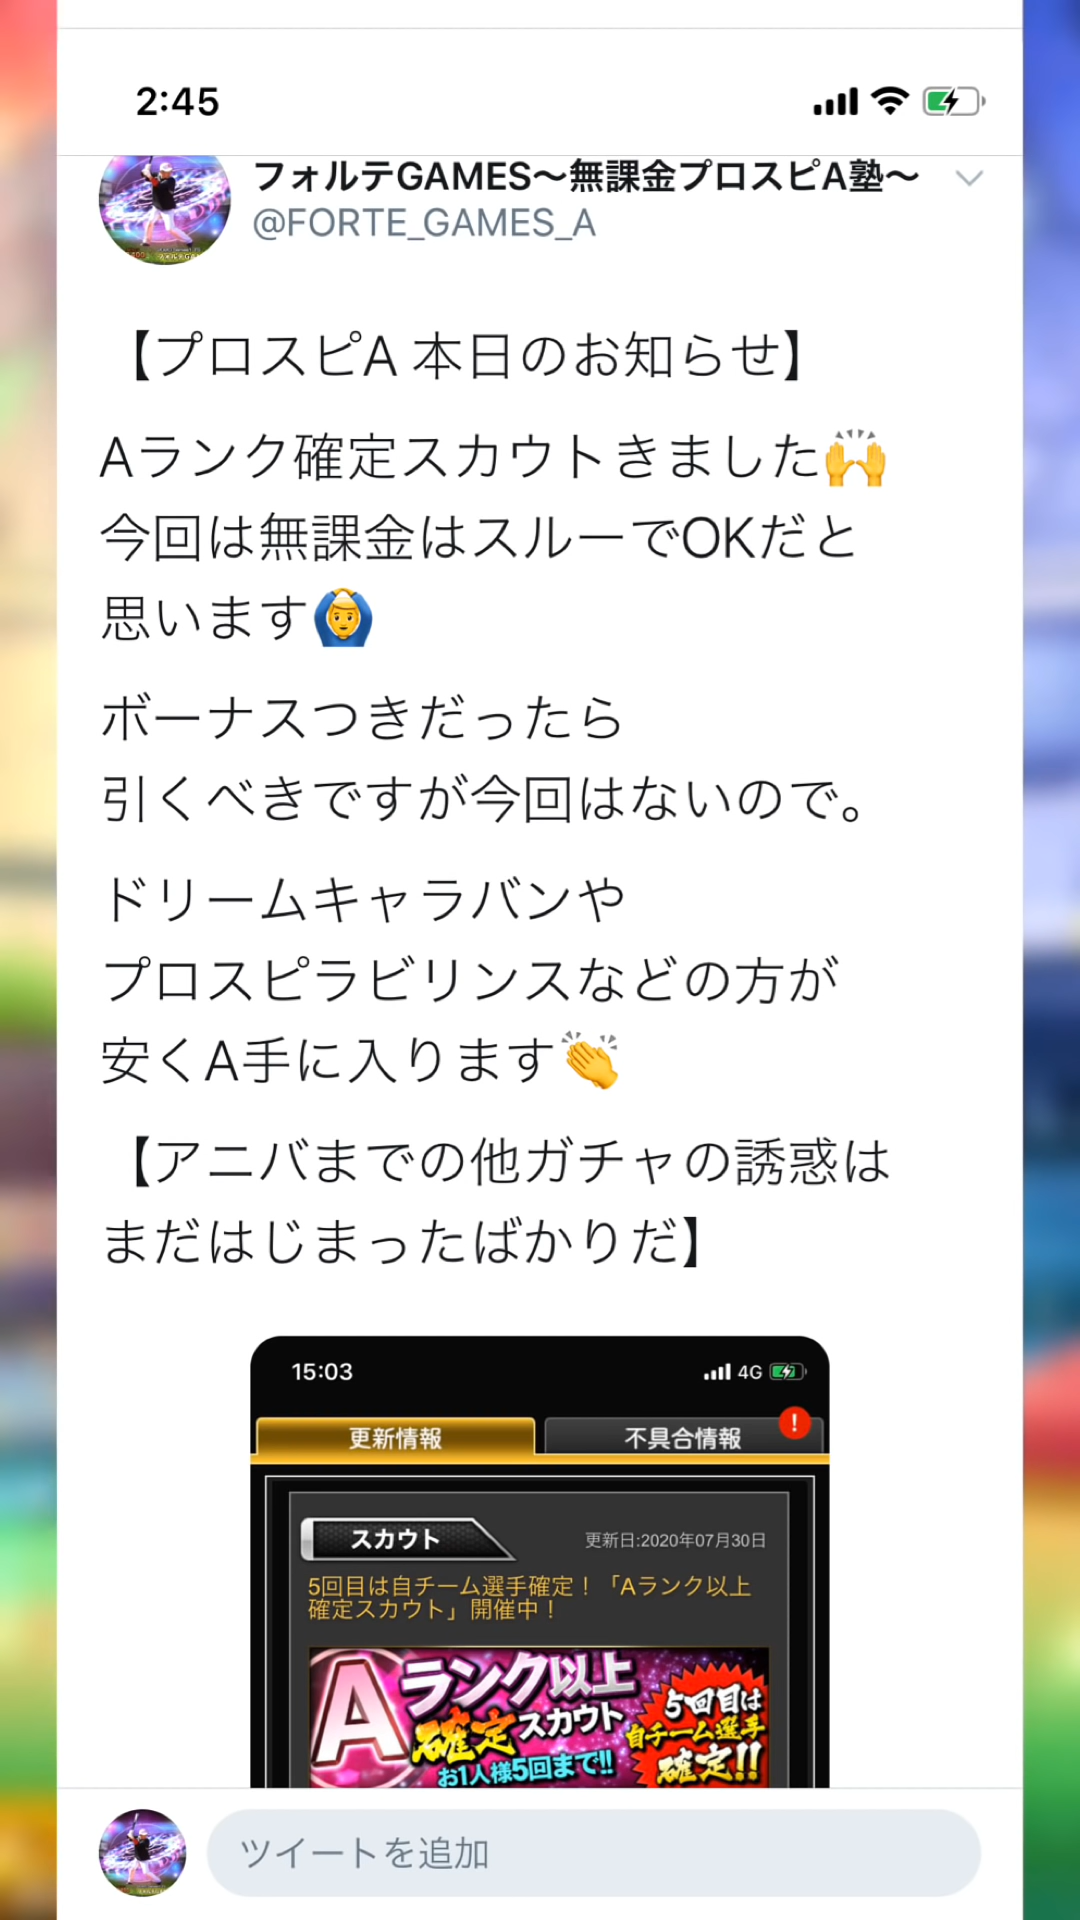 2:45
フォルテGAMES〜無課金プロスピA塾〜
@FORTE_GAMES_A
【プロスピA 本日のお知らせ】
Aランク確定スカウトきました🙌
今回は無課金はスルーでOKだと
思います🙆‍♂️
ボーナスつきだったら
引くべきですが今回はないので。
ドリームキャラバンや
プロスピラビリンスなどの方が
安くA手に入ります👏
【アニバまでの他ガチャの誘惑は
まだはじまったばかりだ】
15:03
4G
更新情報
不具合情報
!
スカウト
更新日:2020年07月30日
5回目は自チーム選手確定！「Aランク以上
確定スカウト」開催中！
Aランク以上
確定スカウト
お1人様5回まで!!
5回目は
自チーム選手
確定!!
ツイートを追加